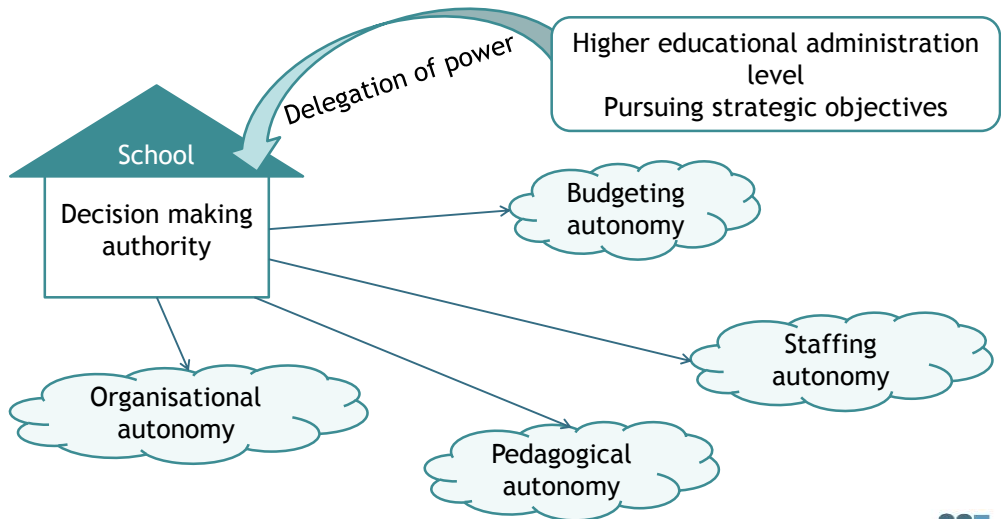 Higher educational administration
level
Pursuing strategic objectives
Delegation of power
School
Decision making
authority
Budgeting
autonomy
Staffing
autonomy
Organisational
autonomy
Pedagogical
autonomy